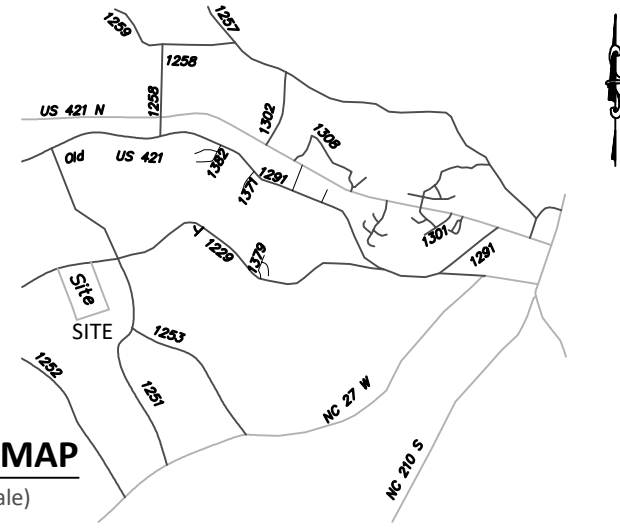 1259
1257
1258
1258
US 421 N
1302
1308
Old US 421
1382
1371
1291
1301
1291
1229
1379
Site
SITE
1253
1252
1251
NC 27 W
NC 210 S
MAP
ale)